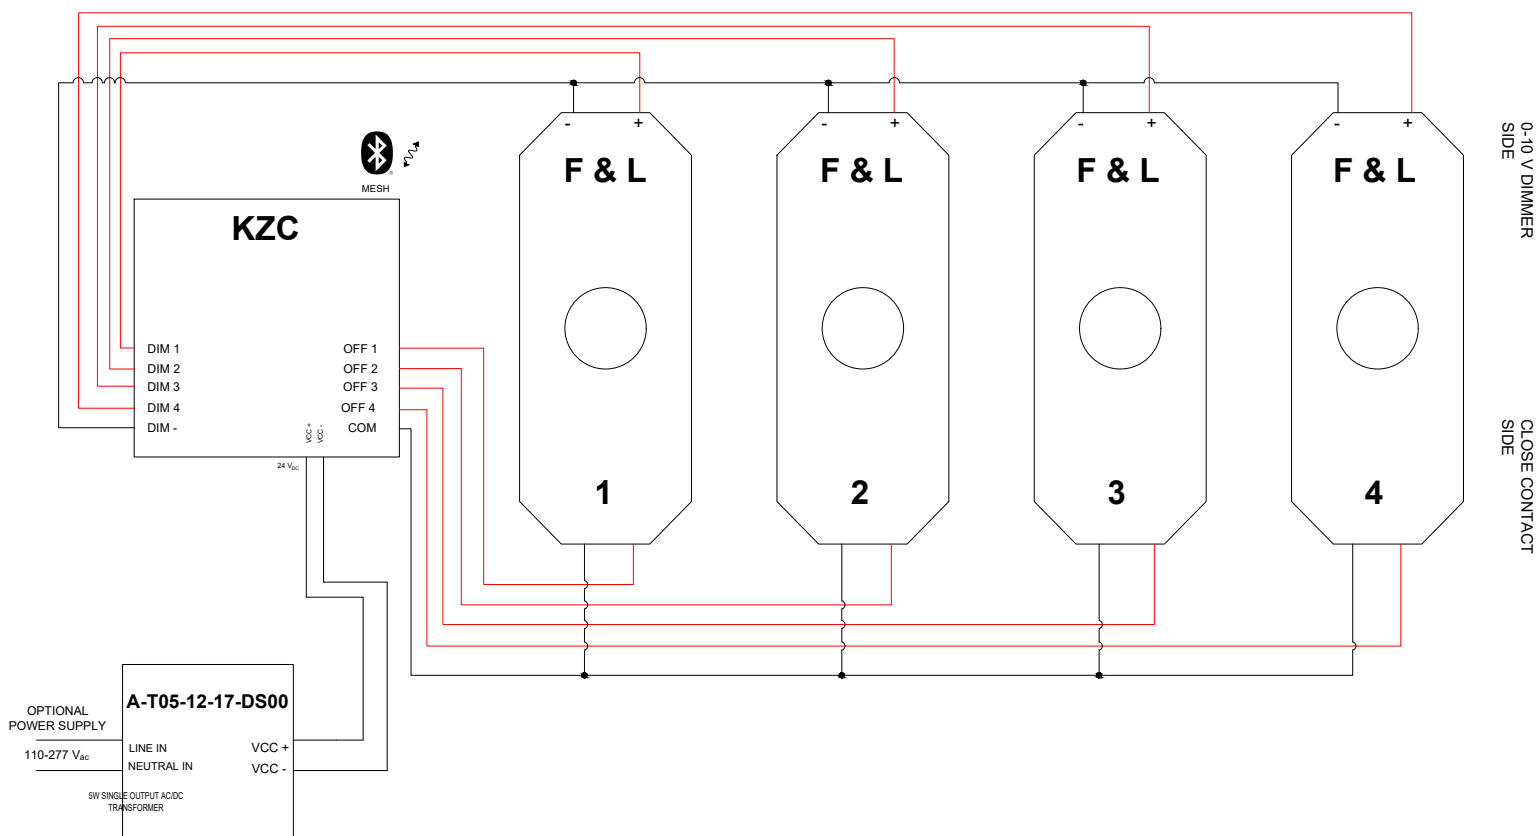 - +
- +
- +
- +
F & L
F & L
F & L
F & L
0-10 V DIMMER
SIDE
®
MESH
KZC
DIM 1
DIM 2
DIM 3
DIM 4
DIM -
OFF 1
OFF 2
OFF 3
OFF 4
COM
VCC +
VCC -
24 VDC
CLOSE CONTACT
SIDE
1
2
3
4
A-T05-12-17-DS00
OPTIONAL
POWER SUPPLY
110-277 Vac
LINE IN
NEUTRAL IN
VCC +
VCC -
5W SINGLE OUTPUT AC/DC
TRANSFORMER